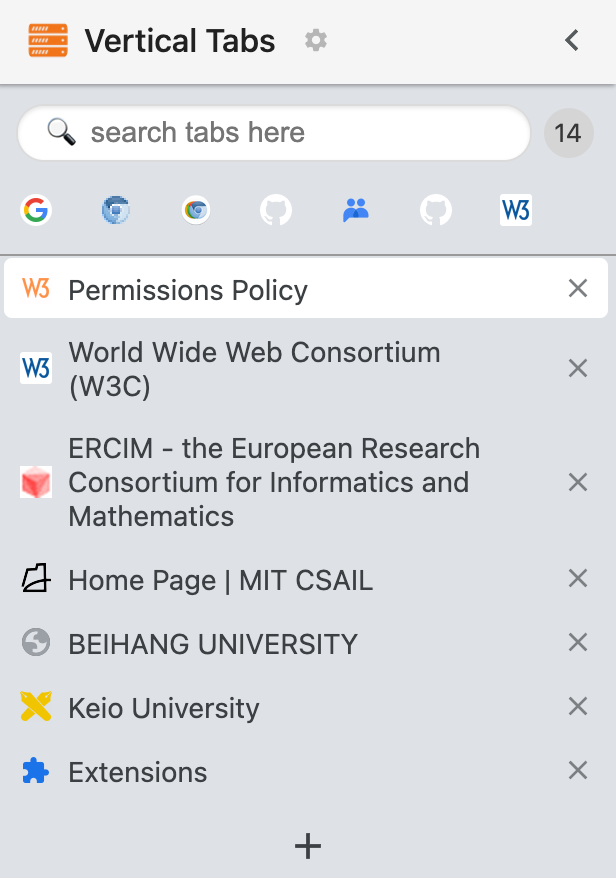 Vertical Tabs
search tabs here
14
W3
W3 Permissions Policy
W3 World Wide Web Consortium
(W3C)
ERCIM - the European Research
Consortium for Informatics and
Mathematics
Home Page | MIT CSAIL
BEIHANG UNIVERSITY
Keio University
Extensions